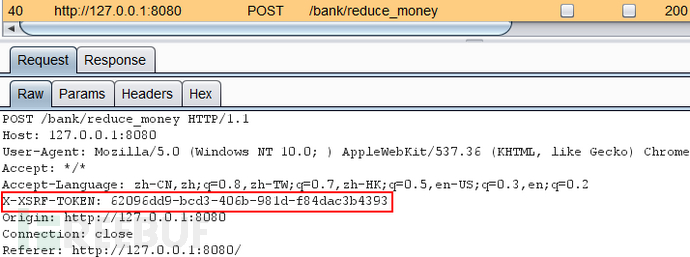 40 http://127.0.0.1:8080 POST /bank/reduce_money 200
Request Response
Raw Params Headers Hex
POST /bank/reduce_money HTTP/1.1
Host: 127.0.0.1:8080
User-Agent: Mozilla/5.0 (Windows NT 10.0; ) AppleWebKit/537.36 (KHTML, like Gecko) Chrome
Accept: */*
Accept-Language: zh-CN,zh;q=0.8,zh-TW;q=0.7,zh-HK;q=0.5,en-US;q=0.3,en;q=0.2
X-XSRF-TOKEN: 62096dd9-bcd3-406b-981d-f84dac3b4393
Origin: http://127.0.0.1:8080
Connection: close
Referer: http://127.0.0.1:8080/